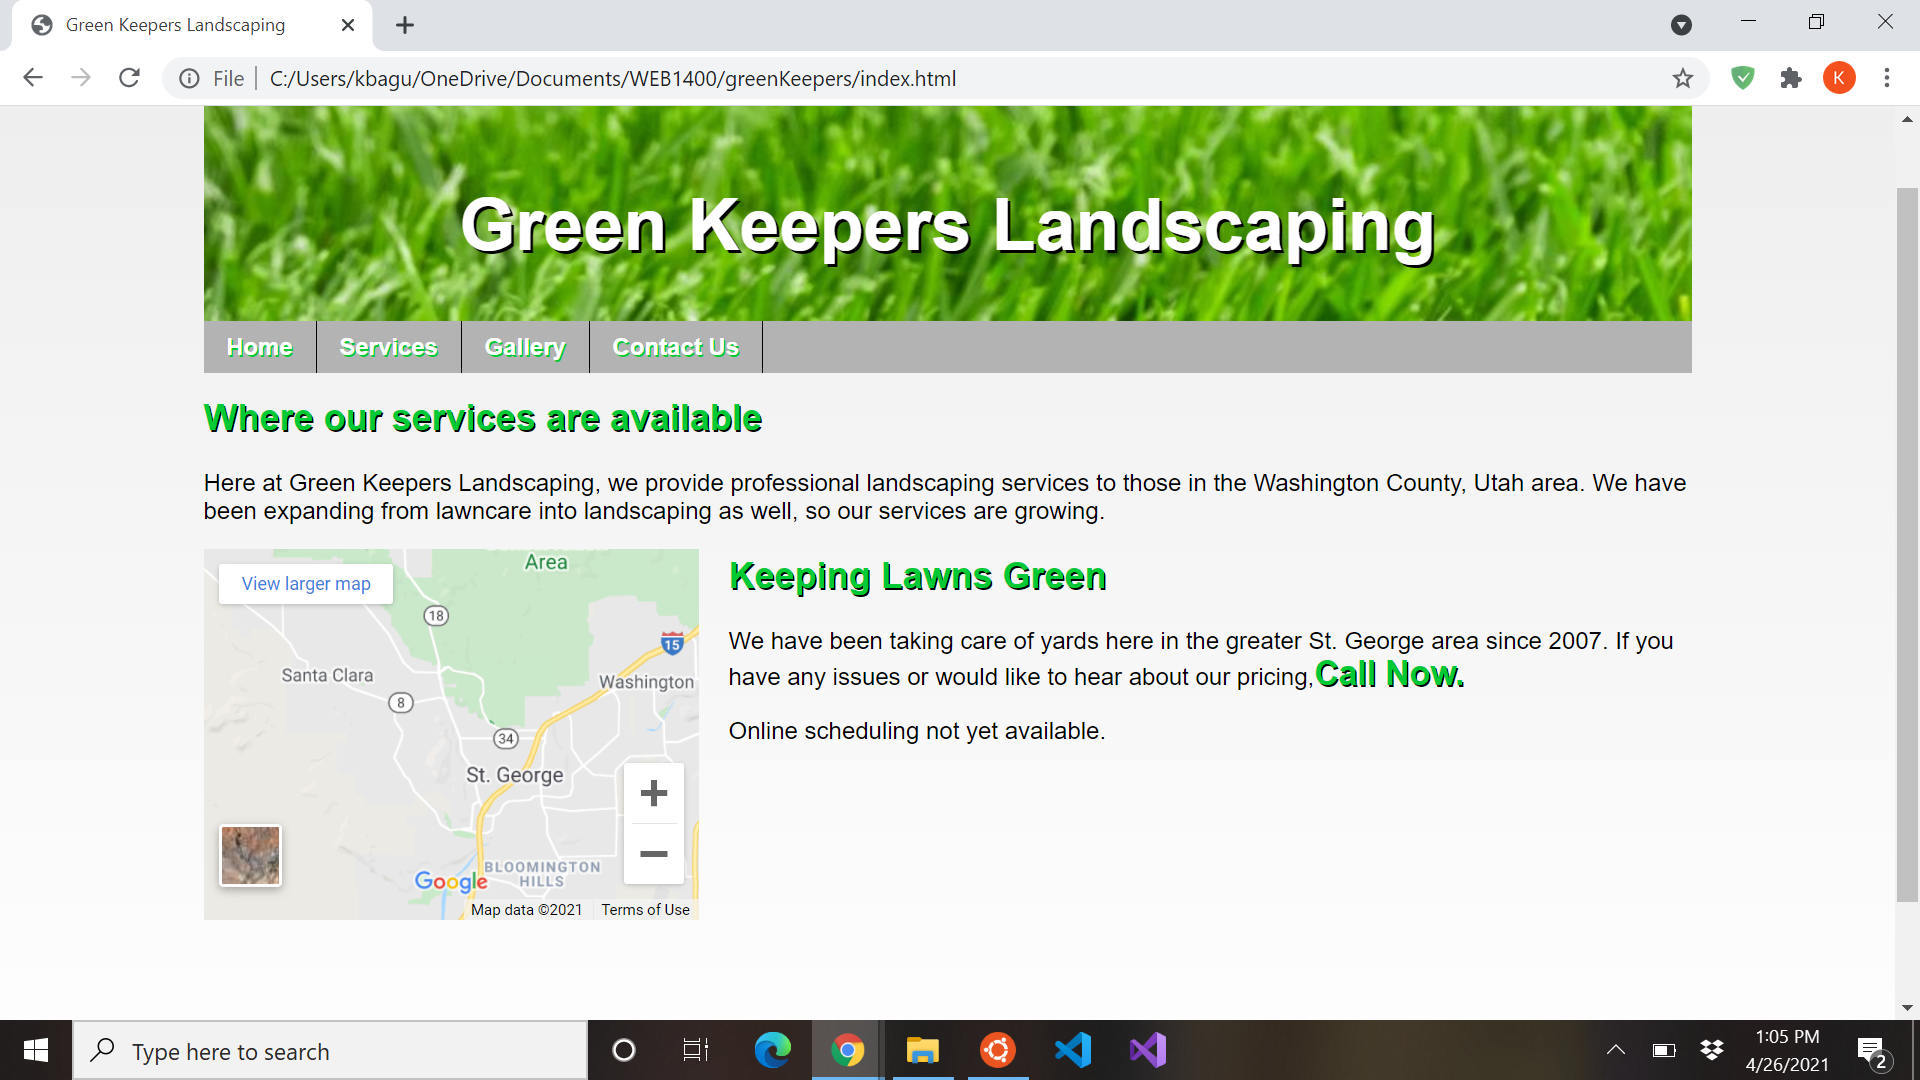 Green Keepers Landscaping
File
C:/Users/kbagu/OneDrive/Documents/WEB1400/greenKeepers/index.html
K
Green Keepers Landscaping
Home
Services
Gallery
Contact Us
Where our services are available
Here at Green Keepers Landscaping, we provide professional landscaping services to those in the Washington County, Utah area. We have
been expanding from lawncare into landscaping as well, so our services are growing.
Area
View larger map
18
15
Santa Clara
Washington
8
34
St. George
BLOOMINGTON
HILLS
Google
Map data ©2021
Terms of Use
Keeping Lawns Green
We have been taking care of yards here in the greater St. George area since 2007. If you
have any issues or would like to hear about our pricing,Call Now.
Online scheduling not yet available.
Type here to search
1:05 PM
4/26/2021
2